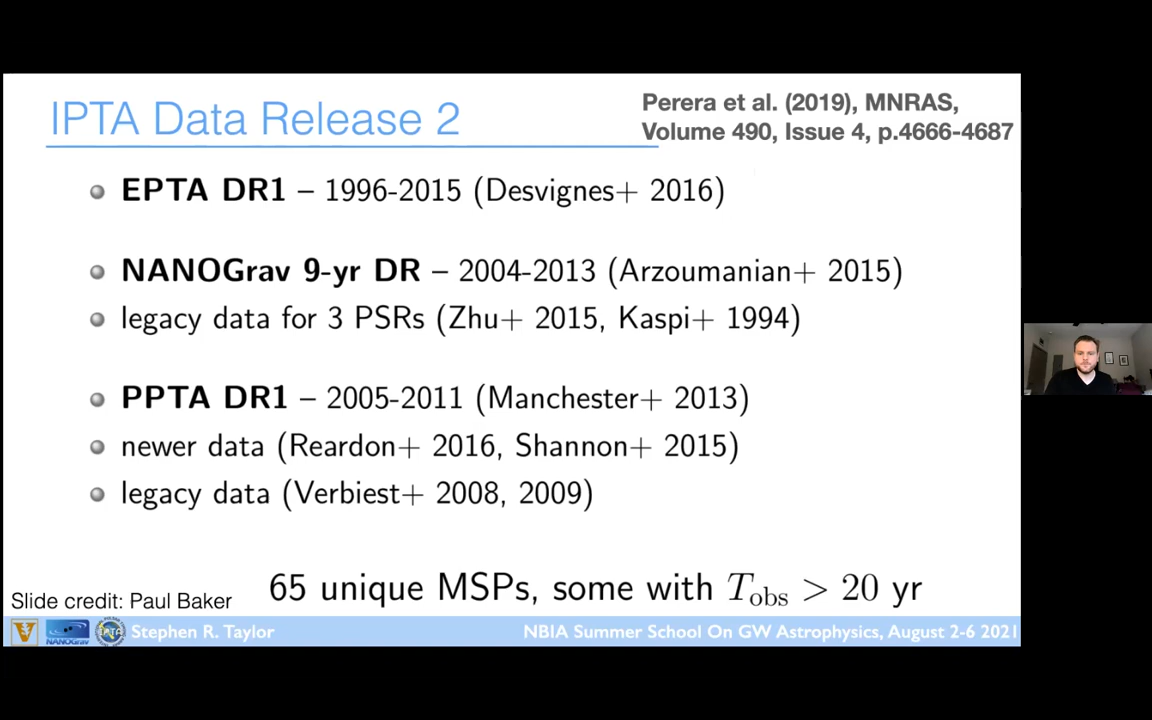 IPTA Data Release 2
Perera et al. (2019), MNRAS,
Volume 490, Issue 4, p.4666-4687
EPTA DR1 – 1996-2015 (Desvignes+ 2016)
NANOGrav 9-yr DR – 2004-2013 (Arzoumanian+ 2015)
legacy data for 3 PSRs (Zhu+ 2015, Kaspi+ 1994)
PPTA DR1 – 2005-2011 (Manchester+ 2013)
newer data (Reardon+ 2016, Shannon+ 2015)
legacy data (Verbiest+ 2008, 2009)
65 unique MSPs, some with T_obs > 20 yr
Slide credit: Paul Baker
V
NANOGrav
IPTA
Stephen R. Taylor
NBIA Summer School On GW Astrophysics, August 2-6 2021